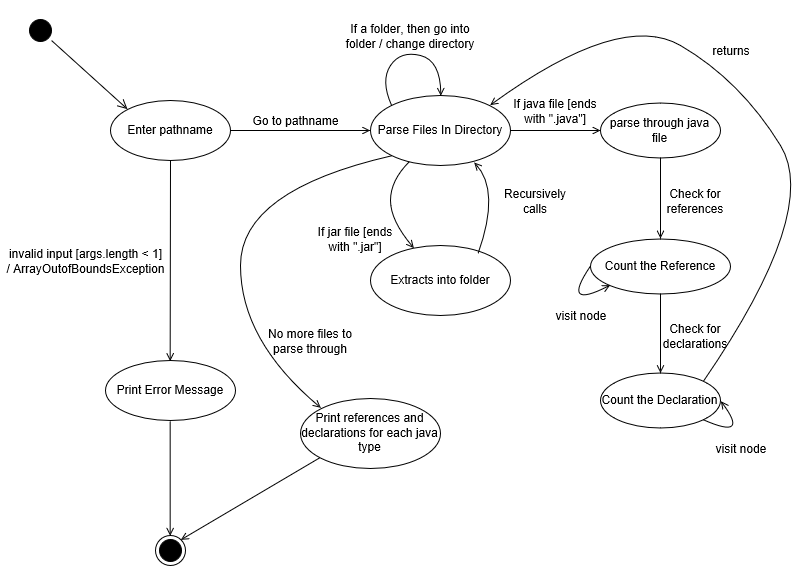 If a folder, then go into
folder / change directory
returns
Enter pathname
Go to pathname
Parse Files In Directory
If java file [ends
with ".java"]
parse through java
file
Recursively
calls
Check for
references
If jar file [ends
with ".jar"]
invalid input [args.length < 1]
/ ArrayOutofBoundsException
Extracts into folder
Count the Reference
visit node
No more files to
parse through
Check for
declarations
Print Error Message
Count the Declaration
Print references and
declarations for each java
type
visit node